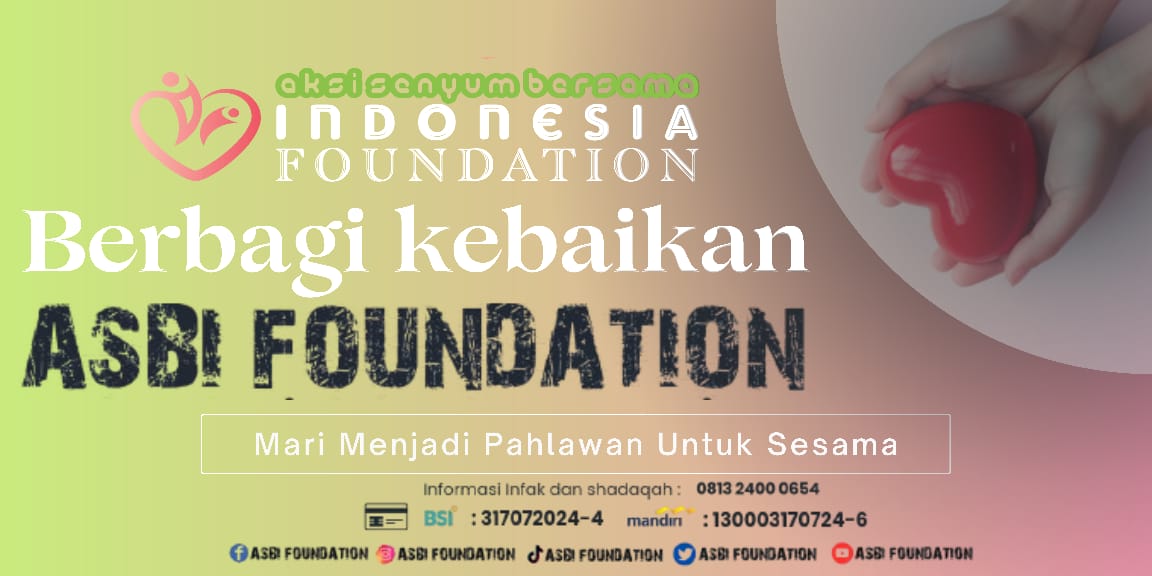 aksi senyum bersama
INDONESIA
FOUNDATION
Berbagi kebaikan
ASBI FOUNDATION
Mari Menjadi Pahlawan Untuk Sesama
Informasi Infak dan shadaqah : 0813 2400 0654
BSI : 317072024-4 mandiri : 130003170724-6
ASBI FOUNDATION ASBI FOUNDATION ASBI FOUNDATION ASBI FOUNDATION ASBI FOUNDATION